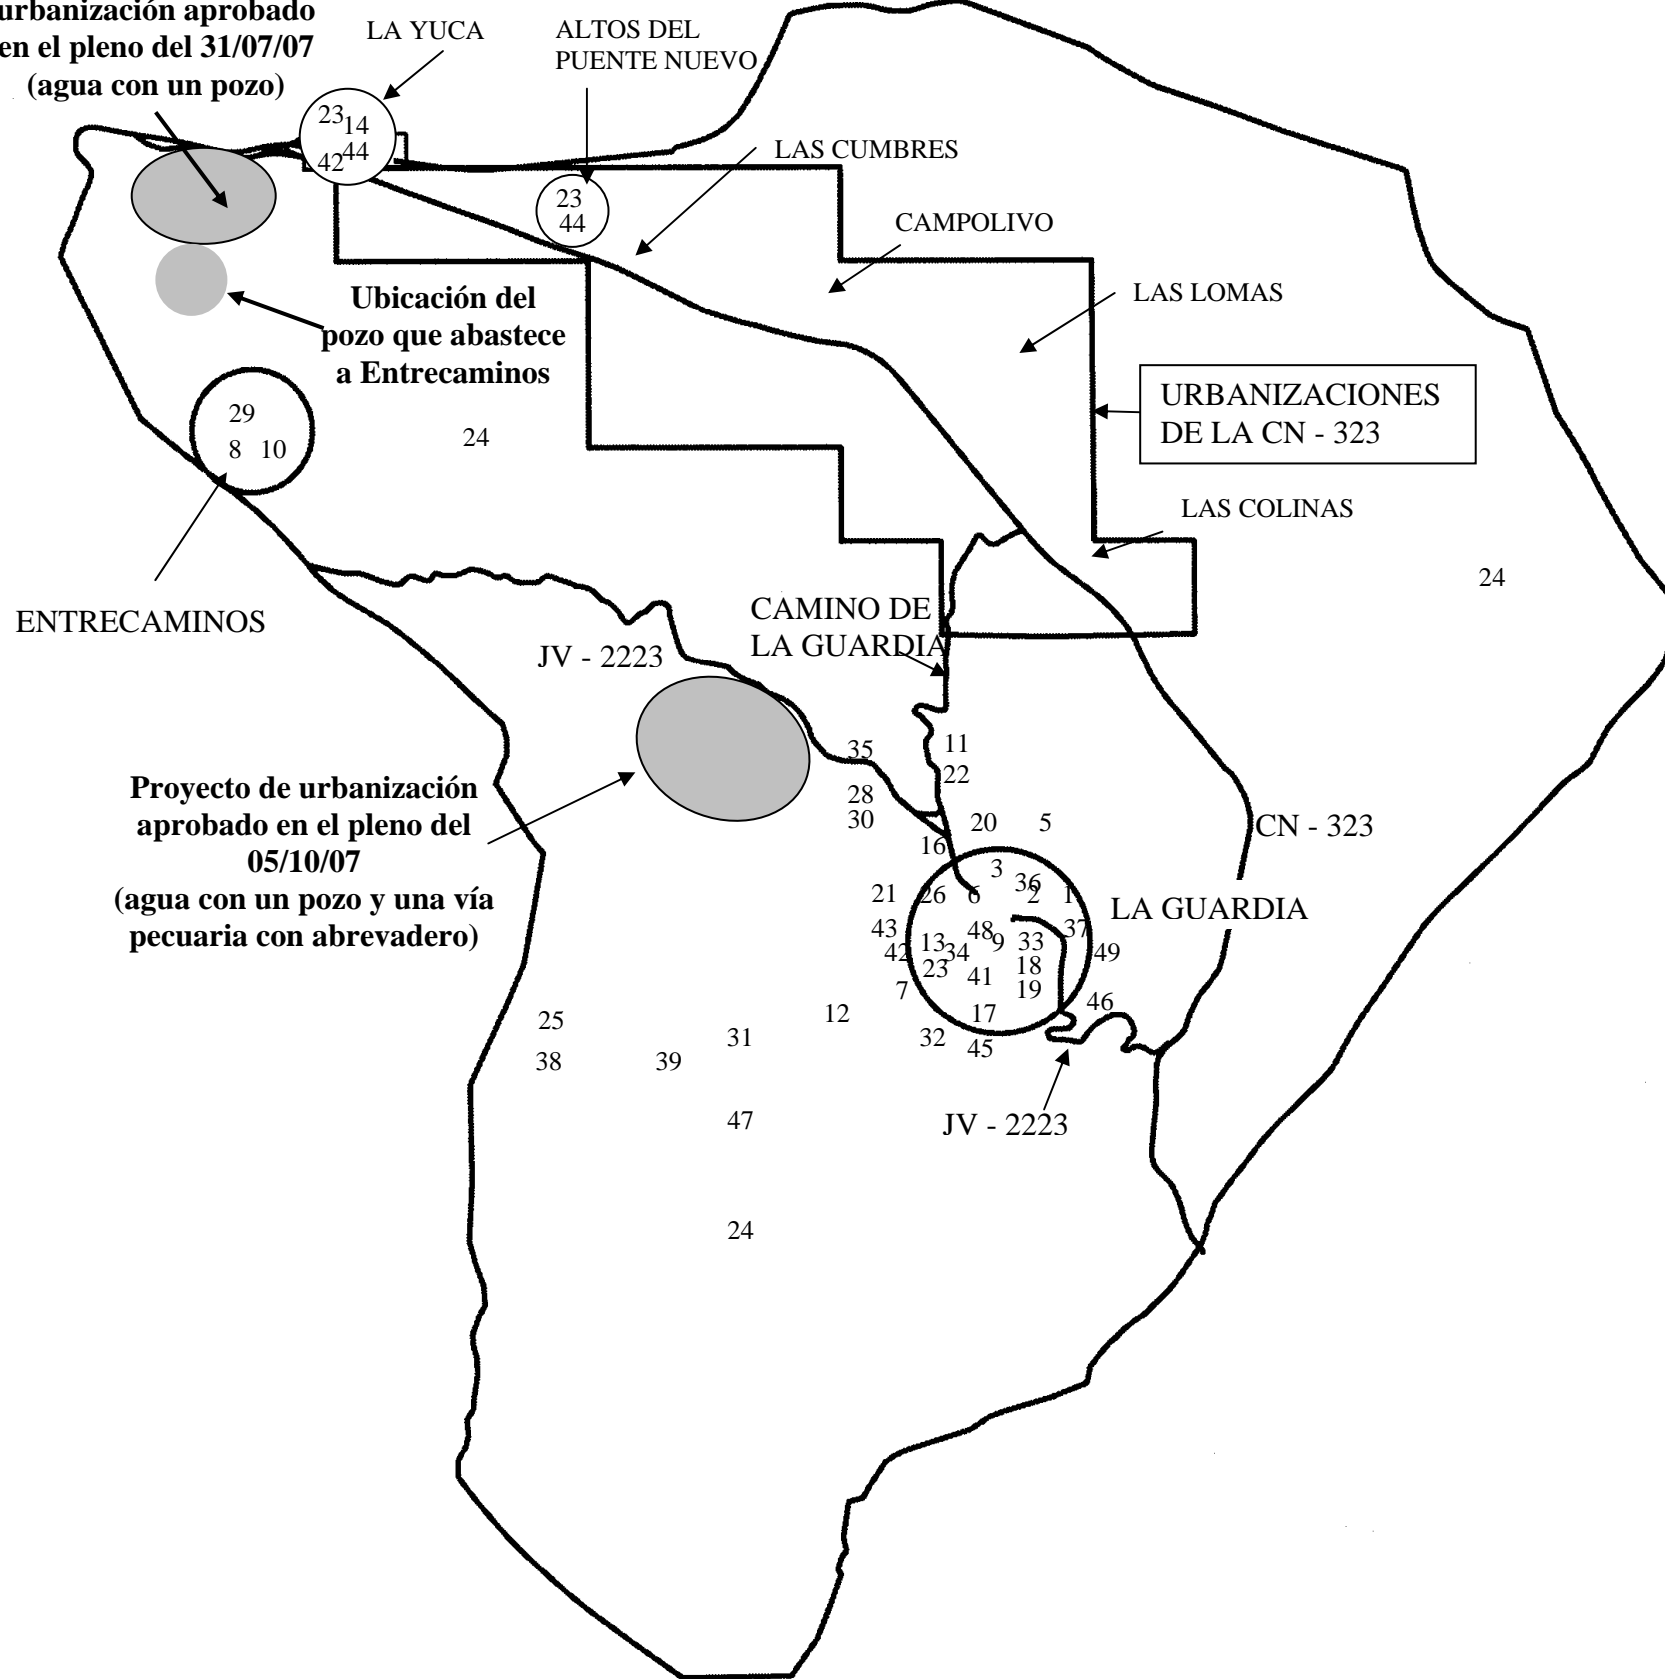 urbanización aprobado
en el pleno del 31/07/07
(agua con un pozo)
LA YUCA
ALTOS DEL
PUENTE NUEVO
23
14
42
44
23
44
LAS CUMBRES
CAMPOLIVO
LAS LOMAS
Ubicación del
pozo que abastece
a Entrecaminos
URBANIZACIONES
DE LA CN - 323
29
8 10
24
LAS COLINAS
24
ENTRECAMINOS
CAMINO DE
LA GUARDIA
JV - 2223
35
11
22
28
30
20
5
16
CN - 323
Proyecto de urbanización
aprobado en el pleno del
05/10/07
(agua con un pozo y una vía
pecuaria con abrevadero)
3
36
21
26
6
2
1
LA GUARDIA
43
48
37
42
13
34
9
33
49
23
41
18
7
19
46
12
17
25
31
32
45
38
39
JV - 2223
47
24